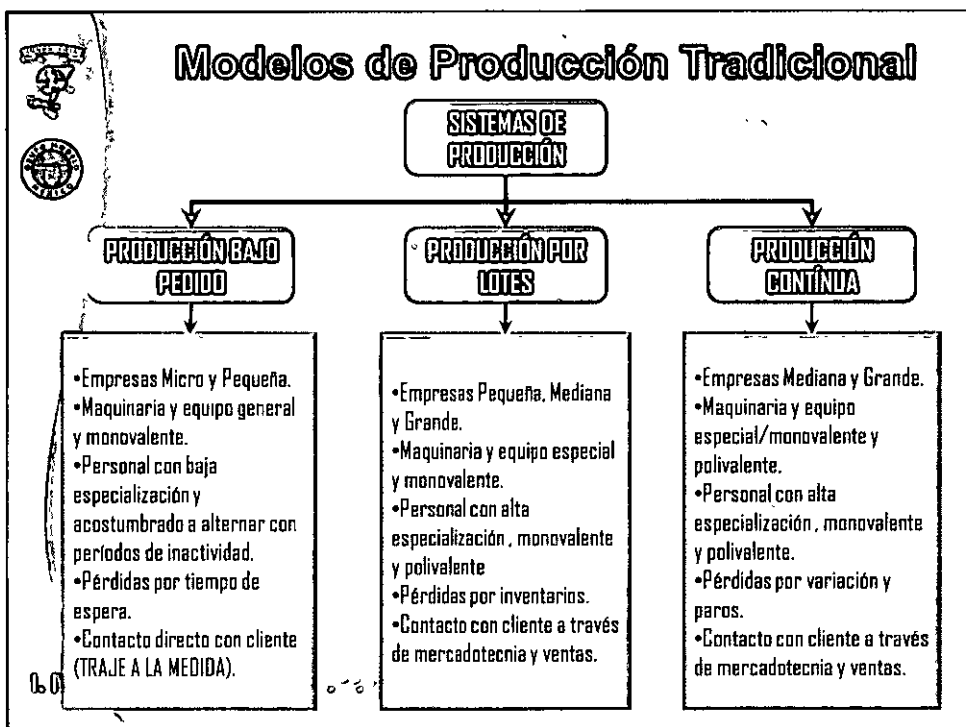 Modelos de Producción Tradicional
SISTEMAS DE
PRODUCCIÓN
PRODUCCIÓN BAJO
PEDIDO
•Empresas Micro y Pequeña.
•Maquinaria y equipo general
y monovalente.
•Personal con baja
especialización y
acostumbrado a alternar con
períodos de inactividad.
•Pérdidas por tiempo de
espera.
•Contacto directo con cliente
(TRAJE A LA MEDIDA).
PRODUCCIÓN POR
LOTES
•Empresas Pequeña, Mediana
y Grande.
•Maquinaria y equipo especial
y monovalente.
•Personal con alta
especialización , monovalente
y polivalente
•Pérdidas por inventarios.
•Contacto con cliente a través
de mercadotecnia y ventas.
PRODUCCIÓN
CONTÍNUA
•Empresas Mediana y Grande.
•Maquinaria y equipo
especial/monovalente y
polivalente.
•Personal con alta
especialización , monovalente
y polivalente.
•Pérdidas por variación y
paros.
•Contacto con cliente a través
de mercadotecnia y ventas.